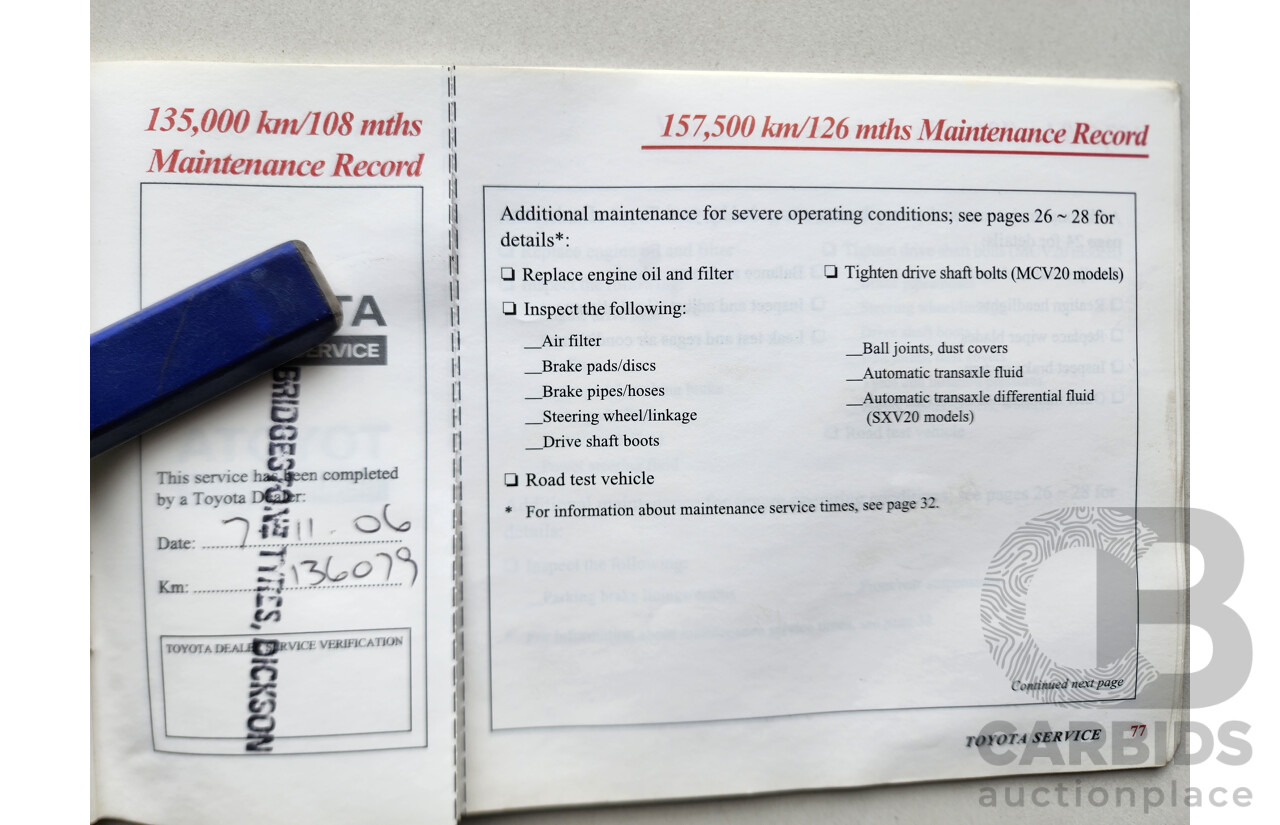 135,000 km/108 mths
Maintenance Record
TA
ERVICE
BRIDGESTONE TYRES, DICKSON
This service has been completed
by a Toyota Dealer:
Date: 7-11-06
Km: 136079
TOYOTA DEALER SERVICE VERIFICATION
157,500 km/126 mths Maintenance Record
Additional maintenance for severe operating conditions; see pages 26 ~ 28 for
details*:
❏ Replace engine oil and filter
❏ Inspect the following:
__Air filter
__Brake pads/discs
__Brake pipes/hoses
__Steering wheel/linkage
__Drive shaft boots
❏ Tighten drive shaft bolts (MCV20 models)
__Ball joints, dust covers
__Automatic transaxle fluid
__Automatic transaxle differential fluid
(SXV20 models)
❏ Road test vehicle
* For information about maintenance service times, see page 32.
Continued next page
TOYOTA SERVICE 77
CARBIDS
auctionplace